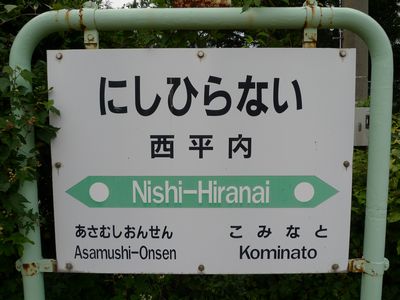 にしひらない
西平内
Nishi-Hiranai
あさむしおんせん こみなと
Asamushi-Onsen Kominato